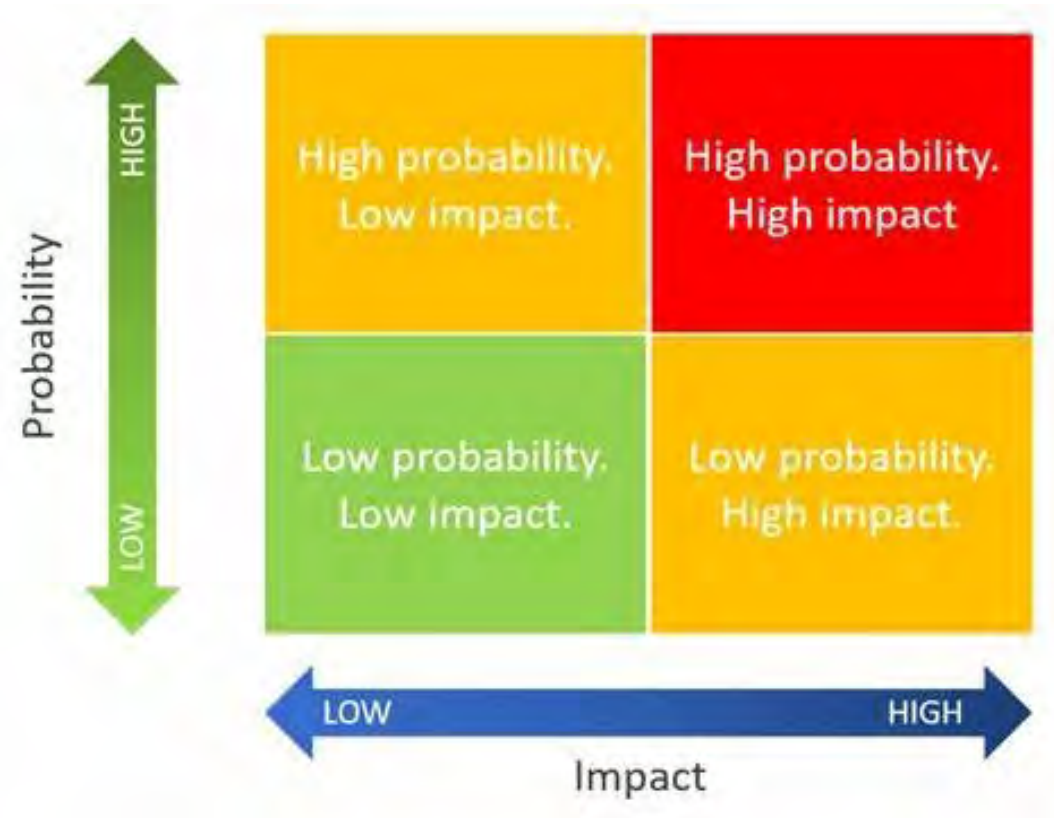 HIGH
High probability.
Low impact.
High probability.
High impact
Probability
Low probability.
Low impact.
Low probability.
High impact.
LOW
LOW
HIGH
Impact